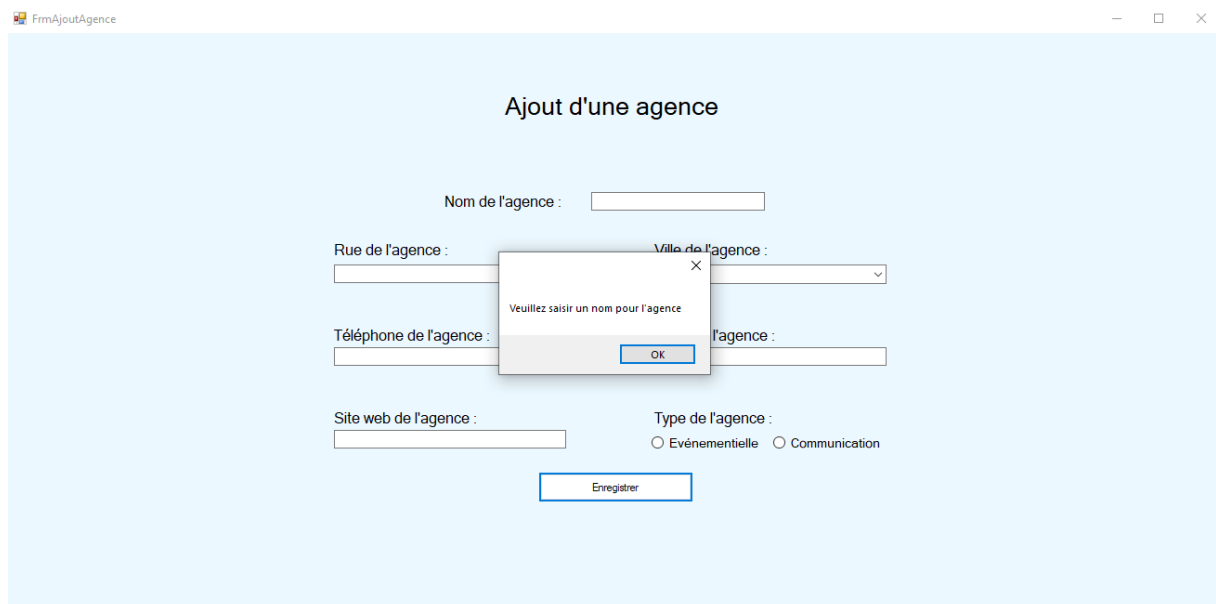 FrmAjoutAgence
Ajout d'une agence
Nom de l'agence :
Rue de l'agence :
Ville de l'agence :
Veuillez saisir un nom pour l'agence
OK
Téléphone de l'agence :
l'agence :
Site web de l'agence :
Type de l'agence :
Evénementielle
Communication
Enregistrer